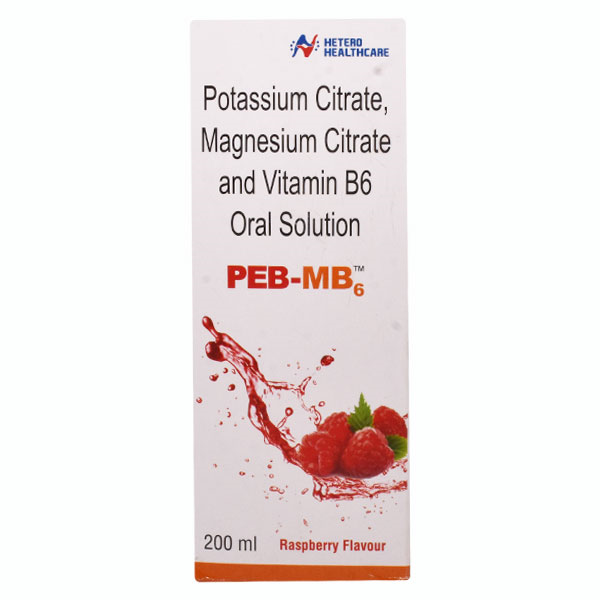 HETERO
HEALTHCARE
Potassium Citrate,
Magnesium Citrate
and Vitamin B6
Oral Solution
PEB-MB6™
200 ml
Raspberry Flavour